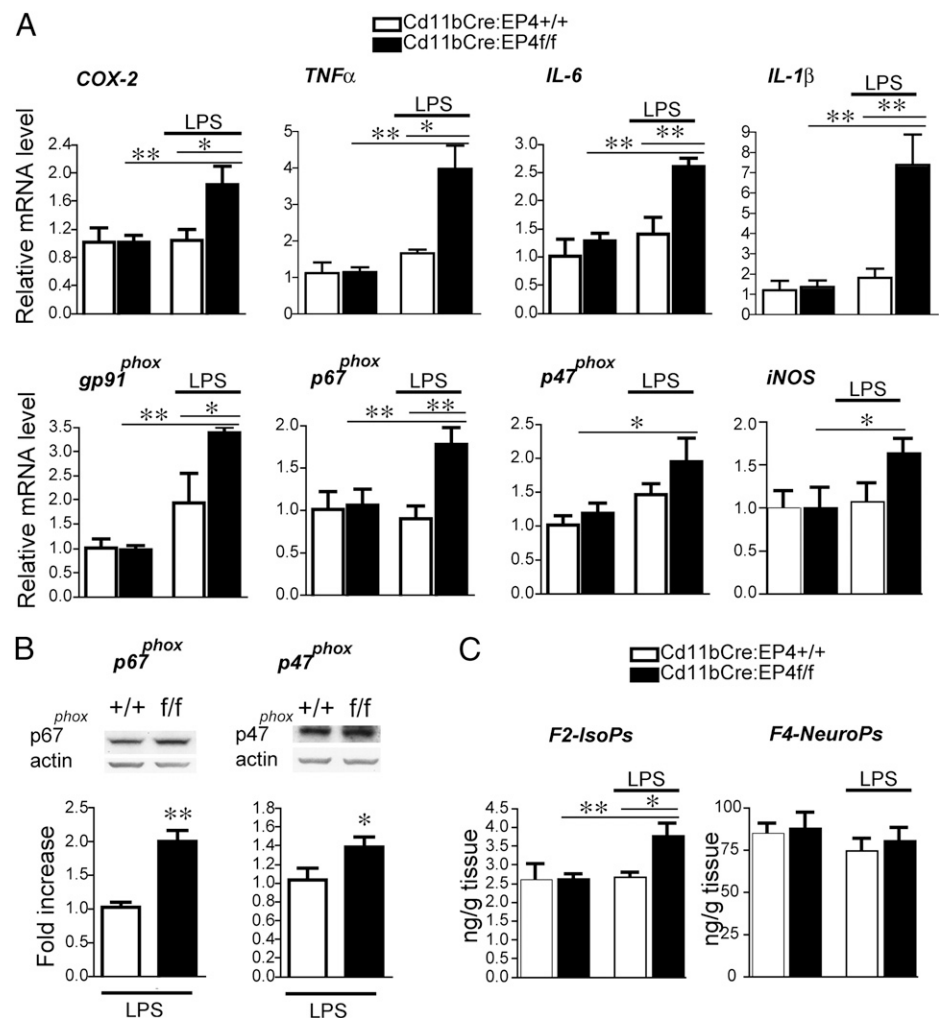 A
Cd11bCre:EP4+/+
Cd11bCre:EP4f/f
COX-2
TNFα
IL-6
IL-1β
LPS
LPS
LPS
LPS
** *
** *
** **
** **
Relative mRNA level
2.4
2.0
1.6
1.2
0.8
0.4
0.0
5
4
3
2
1
0
3.0
2.5
2.0
1.5
1.0
0.5
0.0
9
8
7
6
5
4
3
2
1
0
gp91phox
p67phox
p47phox
iNOS
LPS
LPS
LPS
LPS
** *
** **
*
*
Relative mRNA level
3.5
3.0
2.5
2.0
1.5
1.0
0.5
0.0
2.0
1.5
1.0
0.5
0.0
2.5
2.0
1.5
1.0
0.5
0.0
2.0
1.5
1.0
0.5
0.0
B
p67phox
p47phox
+/+ f/f
+/+ f/f
p67phox
actin
p47phox
actin
Fold increase
2.5
2.0
1.5
1.0
0.5
0.0
**
LPS
1.8
1.6
1.4
1.2
1.0
0.8
0.6
0.4
0.2
0.0
*
LPS
C
Cd11bCre:EP4+/+
Cd11bCre:EP4f/f
F2-IsoPs
F4-NeuroPs
LPS
LPS
** *
ng/g tissue
4.5
4.0
3.5
3.0
2.5
2.0
1.5
1.0
0.5
0.0
ng/g tissue
100
75
50
25
0